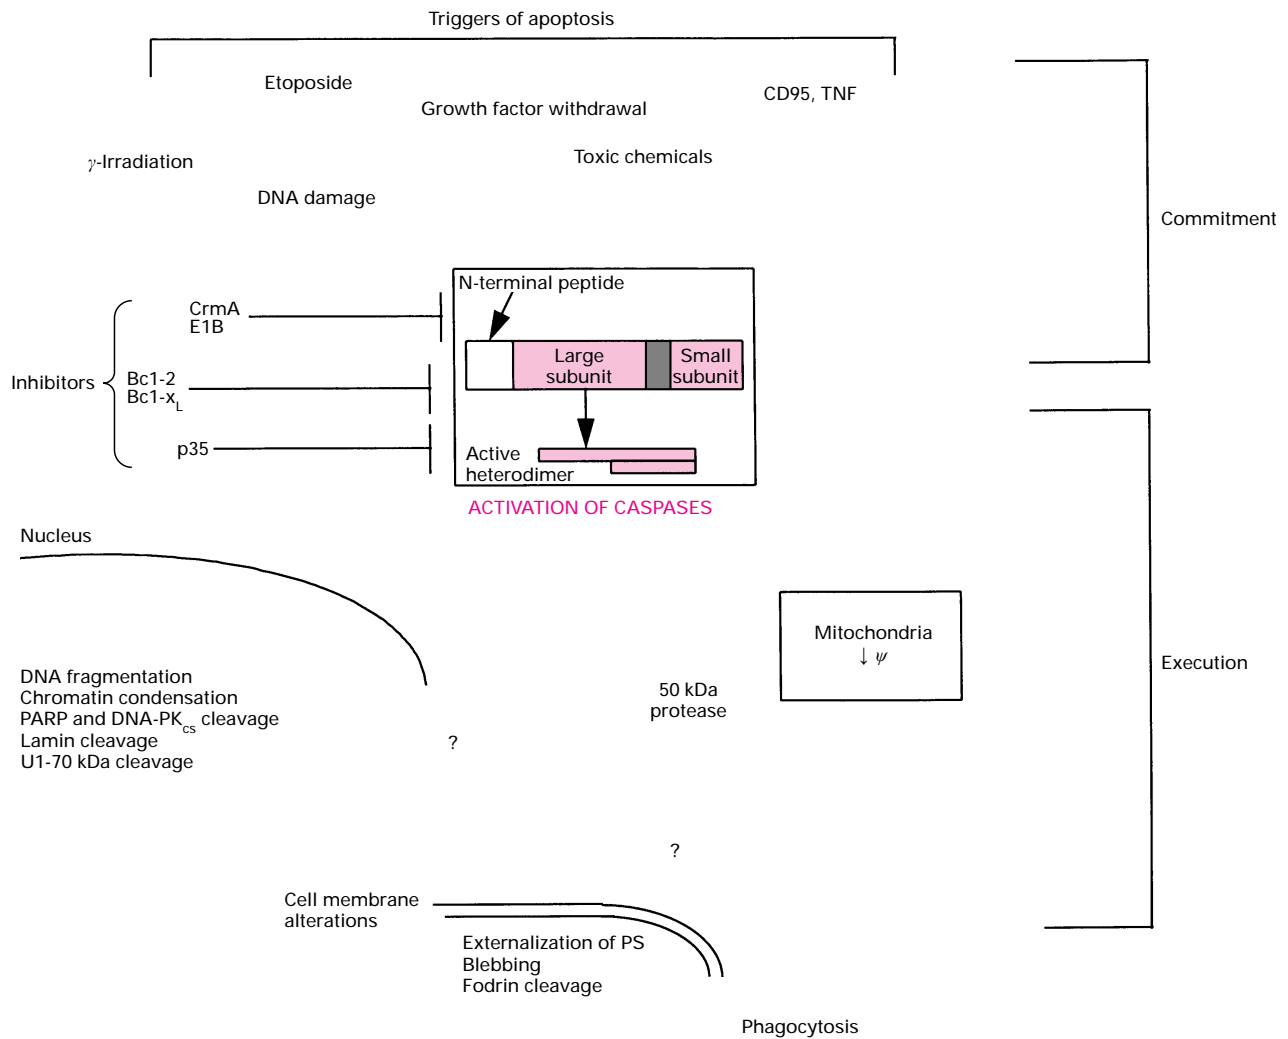 Triggers of apoptosis
Etoposide
CD95, TNF
Growth factor withdrawal
Toxic chemicals
γ-Irradiation
DNA damage
Commitment
N-terminal peptide
CrmA
E1B
Large
subunit
Small
subunit
Inhibitors
Bc1-2
Bc1-xL
p35
Active
heterodimer
ACTIVATION OF CASPASES
Nucleus
Mitochondria
↓ ψ
Execution
DNA fragmentation
Chromatin condensation
PARP and DNA-PKcs cleavage
Lamin cleavage
U1-70 kDa cleavage
50 kDa
protease
?
?
Cell membrane
alterations
Externalization of PS
Blebbing
Fodrin cleavage
Phagocytosis